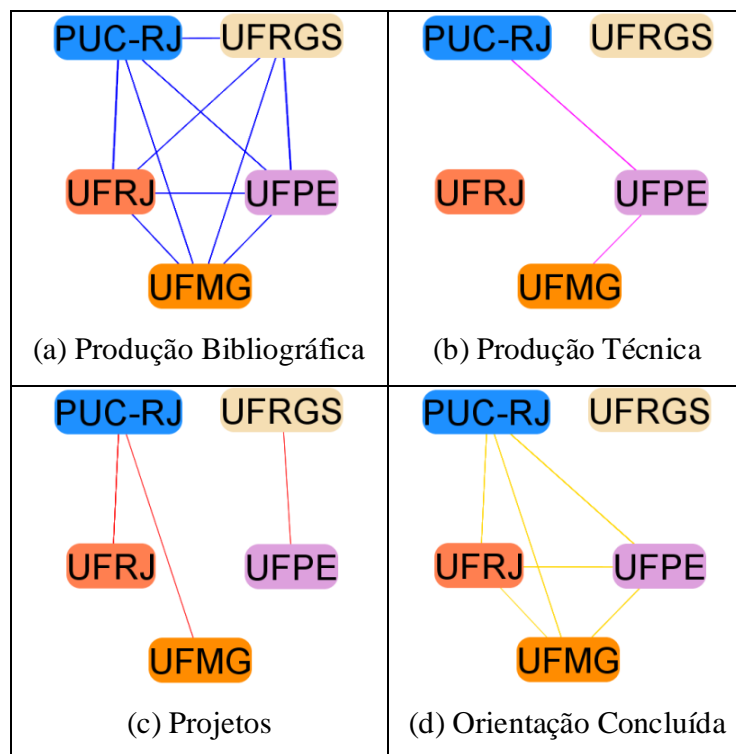 PUC-RJ UFRGS
UFRJ UFPE
UFMG
(a) Produção Bibliográfica
PUC-RJ UFRGS
UFRJ UFPE
UFMG
(b) Produção Técnica
PUC-RJ UFRGS
UFRJ UFPE
UFMG
(c) Projetos
PUC-RJ UFRGS
UFRJ UFPE
UFMG
(d) Orientação Concluída